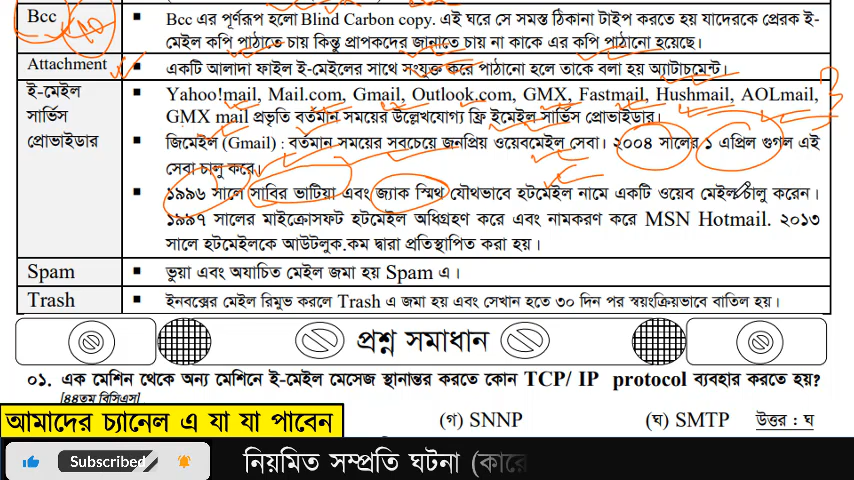 Bcc ▪ Bcc এর পূর্ণরূপ হলো Blind Carbon copy. এই ঘরে সে সমস্ত ঠিকানা টাইপ করতে হয় যাদেরকে প্রেরক ই-
মেইল কপি পাঠাতে চায় কিন্তু প্রাপকদের জানাতে চায় না কাকে এর কপি পাঠানো হয়েছে।
Attachment ▪ একটি আলাদা ফাইল ই-মেইলের সাথে সংযুক্ত করে পাঠানো হলে তাকে বলা হয় অ্যাটাচমেন্ট।
ই-মেইল
সার্ভিস
প্রোভাইডার
▪ Yahoo!mail, Mail.com, Gmail, Outlook.com, GMX, Fastmail, Hushmail, AOLmail,
GMX mail প্রভৃতি বর্তমান সময়ের উল্লেখযোগ্য ফ্রি ইমেইল সার্ভিস প্রোভাইডার।
▪ জিমেইল (Gmail) : বর্তমান সময়ের সবচেয়ে জনপ্রিয় ওয়েবমেইল সেবা। ২০০৪ সালের ১ এপ্রিল গুগল এই
সেবা চালু করে।
▪ ১৯৯৬ সালে সাবির ভাটিয়া এবং জ্যাক স্মিথ যৌথভাবে হটমেইল নামে একটি ওয়েব মেইল চালু করেন।
১৯৯৭ সালের মাইক্রোসফট হটমেইল অধিগ্রহণ করে এবং নামকরণ করে MSN Hotmail. ২০১৩
সালে হটমেইলকে আউটলুক.কম দ্বারা প্রতিস্থাপিত করা হয়।
Spam ▪ ভুয়া এবং অযাচিত মেইল জমা হয় Spam এ।
Trash ▪ ইনবক্সের মেইল রিমুভ করলে Trash এ জমা হয় এবং সেখান হতে ৩০ দিন পর স্বয়ংক্রিয়ভাবে বাতিল হয়।
প্রশ্ন সমাধান
০১. এক মেশিন থেকে অন্য মেশিনে ই-মেইল মেসেজ স্থানান্তর করতে কোন TCP/ IP protocol ব্যবহার করতে হয়?
[৪৪তম বিসিএস]
আমাদের চ্যানেল এ যা যা পাবেন
(গ) SNNP (ঘ) SMTP উত্তর : ঘ
Subscribed নিয়মিত সম্প্রতি ঘটনা (কারে